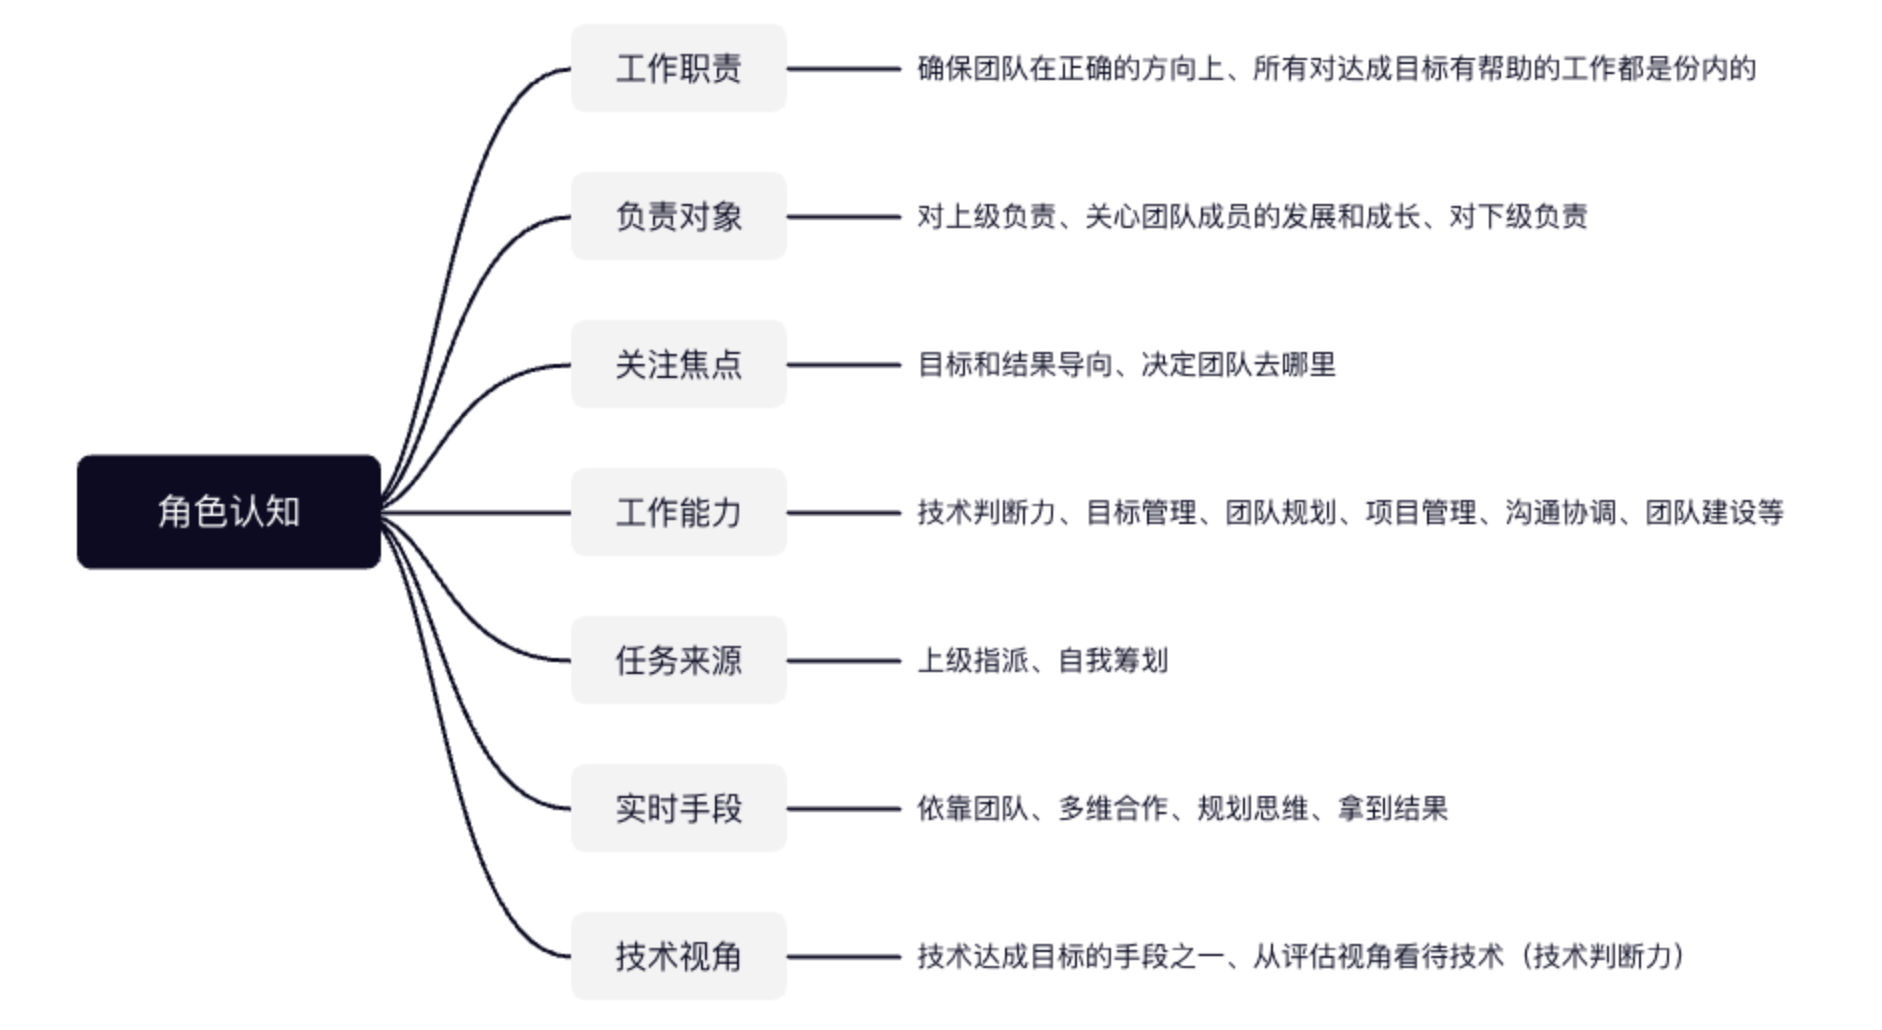 工作职责
确保团队在正确的方向上、所有对达成目标有帮助的工作都是份内的
负责对象
对上级负责、关心团队成员的发展和成长、对下级负责
关注焦点
目标和结果导向、决定团队去哪里
角色认知
工作能力
技术判断力、目标管理、团队规划、项目管理、沟通协调、团队建设等
任务来源
上级指派、自我筹划
实时手段
依靠团队、多维合作、规划思维、拿到结果
技术视角
技术达成目标的手段之一、从评估视角看待技术（技术判断力）